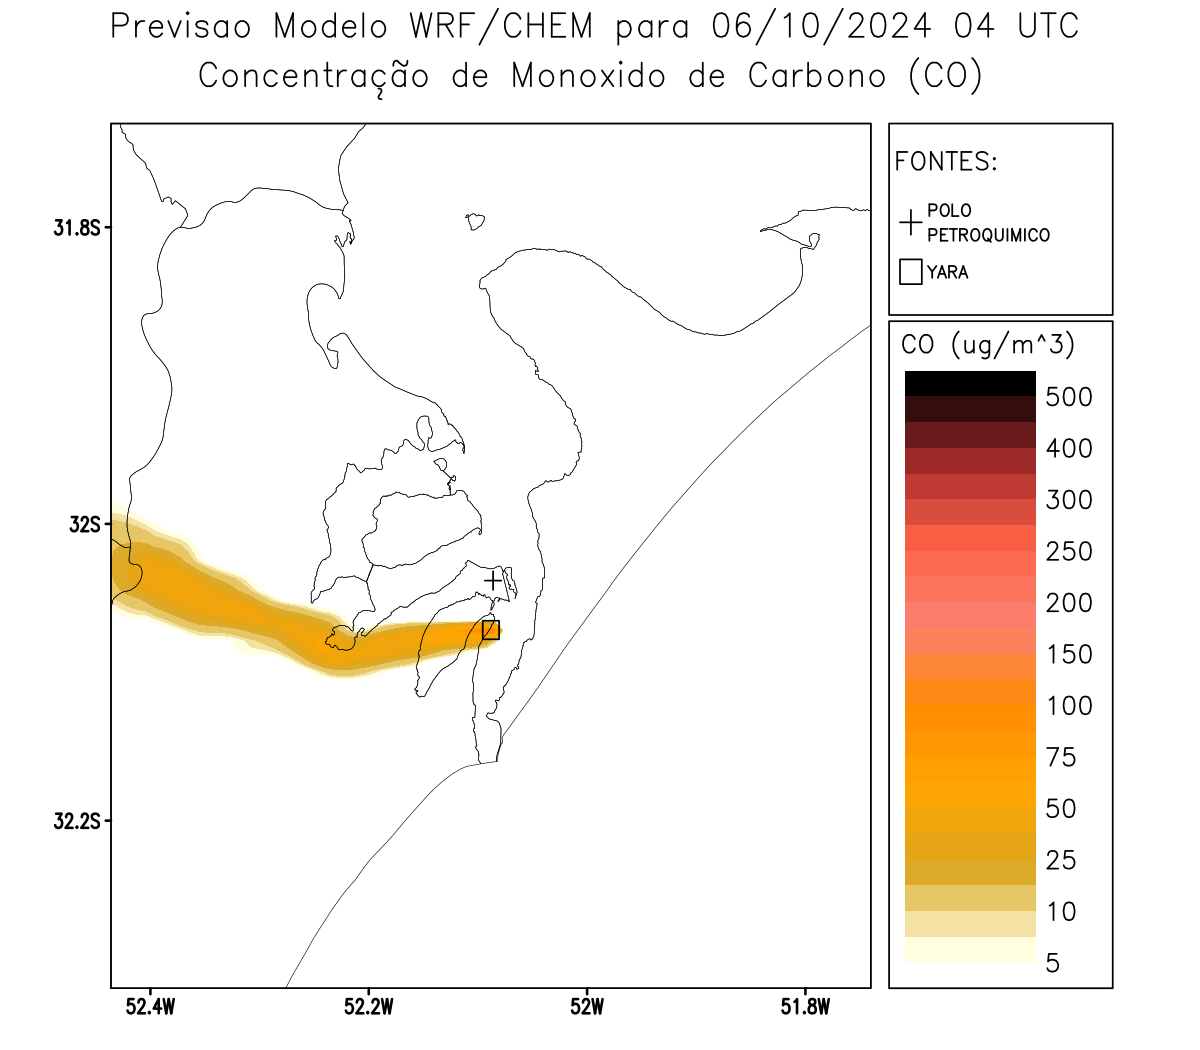 Previsao Modelo WRF/CHEM para 06/10/2024 04 UTC
Concentração de Monoxido de Carbono (CO)
FONTES:
POLO
PETROQUIMICO
YARA
CO (ug/m^3)
500
400
300
250
200
150
100
75
50
25
10
5
31.8S
32S
32.2S
52.4W
52.2W
52W
51.8W